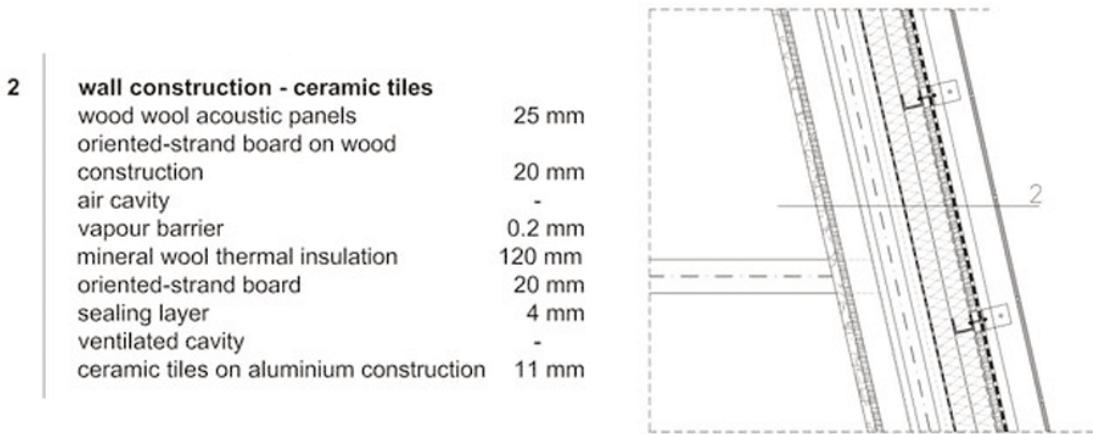 2 wall construction - ceramic tiles
wood wool acoustic panels 25 mm
oriented-strand board on wood
construction 20 mm
air cavity -
vapour barrier 0.2 mm
mineral wool thermal insulation 120 mm
oriented-strand board 20 mm
sealing layer 4 mm
ventilated cavity -
ceramic tiles on aluminium construction 11 mm
2